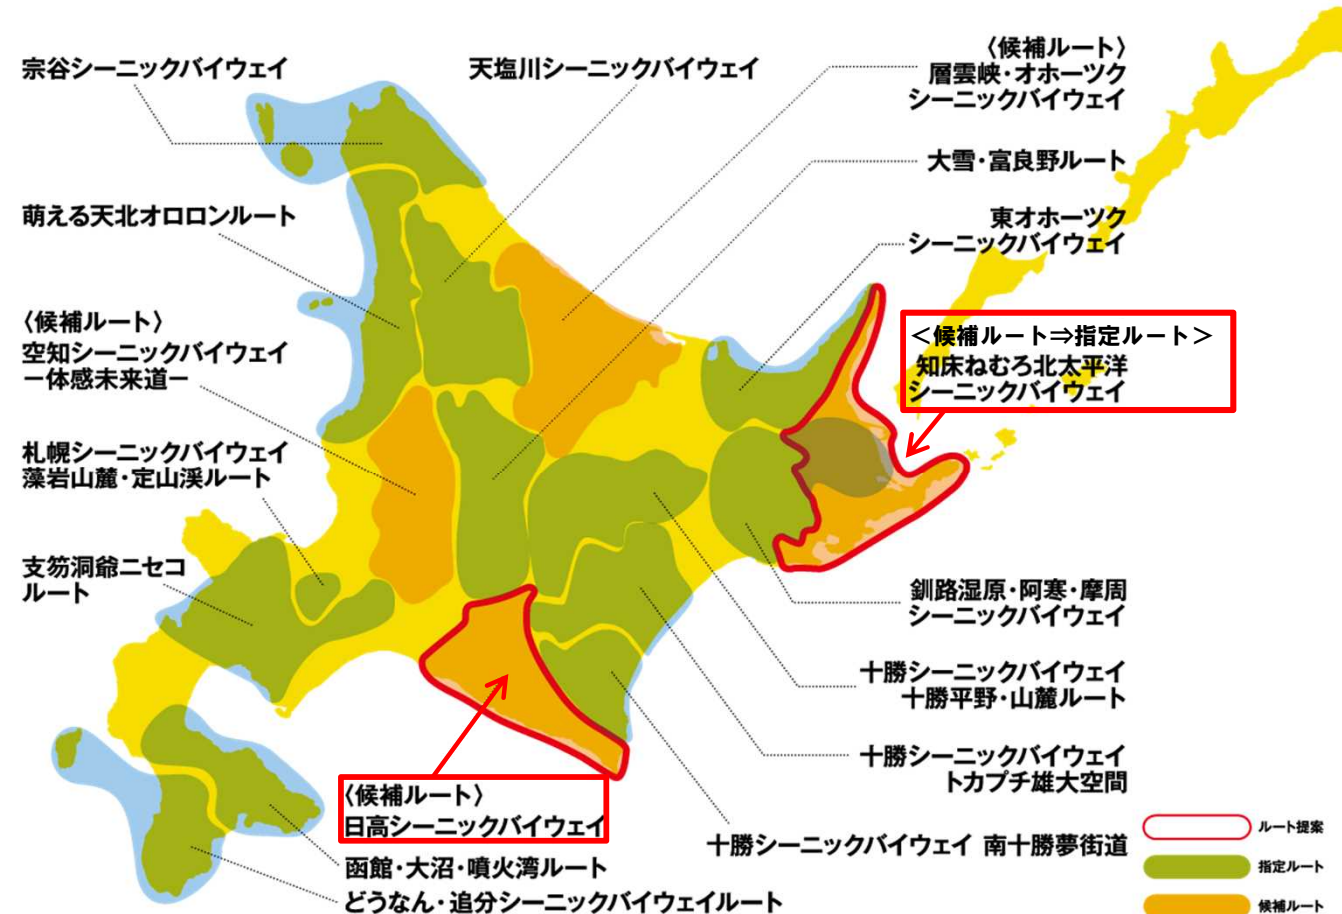 宗谷シーニックバイウェイ
天塩川シーニックバイウェイ
〈候補ルート〉
層雲峡・オホーツク
シーニックバイウェイ
大雪・富良野ルート
萌える天北オロロンルート
東オホーツク
シーニックバイウェイ
〈候補ルート〉
空知シーニックバイウェイ
ー体感未来道ー
＜候補ルート⇒指定ルート＞
知床ねむろ北太平洋
シーニックバイウェイ
札幌シーニックバイウェイ
藻岩山麓・定山渓ルート
支笏洞爺ニセコ
ルート
釧路湿原・阿寒・摩周
シーニックバイウェイ
十勝シーニックバイウェイ
十勝平野・山麓ルート
十勝シーニックバイウェイ
トカプチ雄大空間
〈候補ルート〉
日高シーニックバイウェイ
十勝シーニックバイウェイ 南十勝夢街道
函館・大沼・噴火湾ルート
どうなん・追分シーニックバイウェイルート
ルート提案
指定ルート
候補ルート